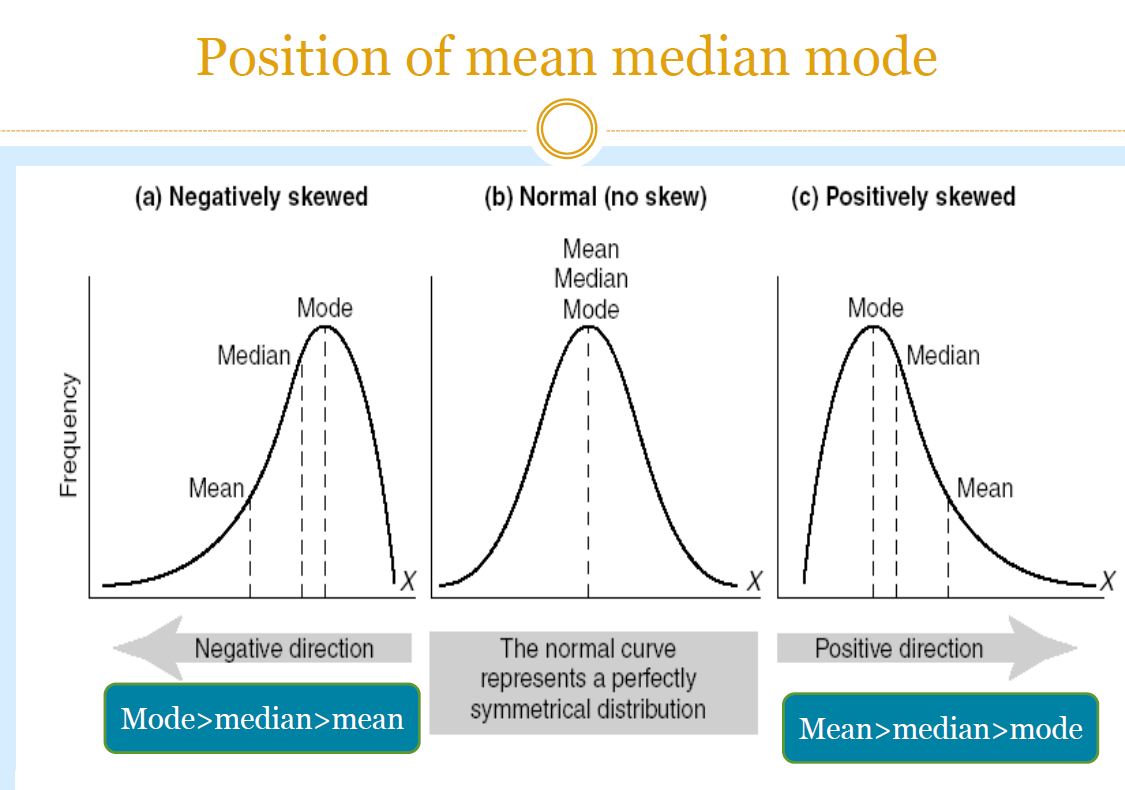 Position of mean median mode
(a) Negatively skewed
(b) Normal (no skew)
(c) Positively skewed
Frequency
Mode
Median
Mean
X
Mean
Median
Mode
X
Mode
Median
Mean
X
Negative direction
The normal curve
represents a perfectly
symmetrical distribution
Positive direction
Mode>median>mean
Mean>median>mode